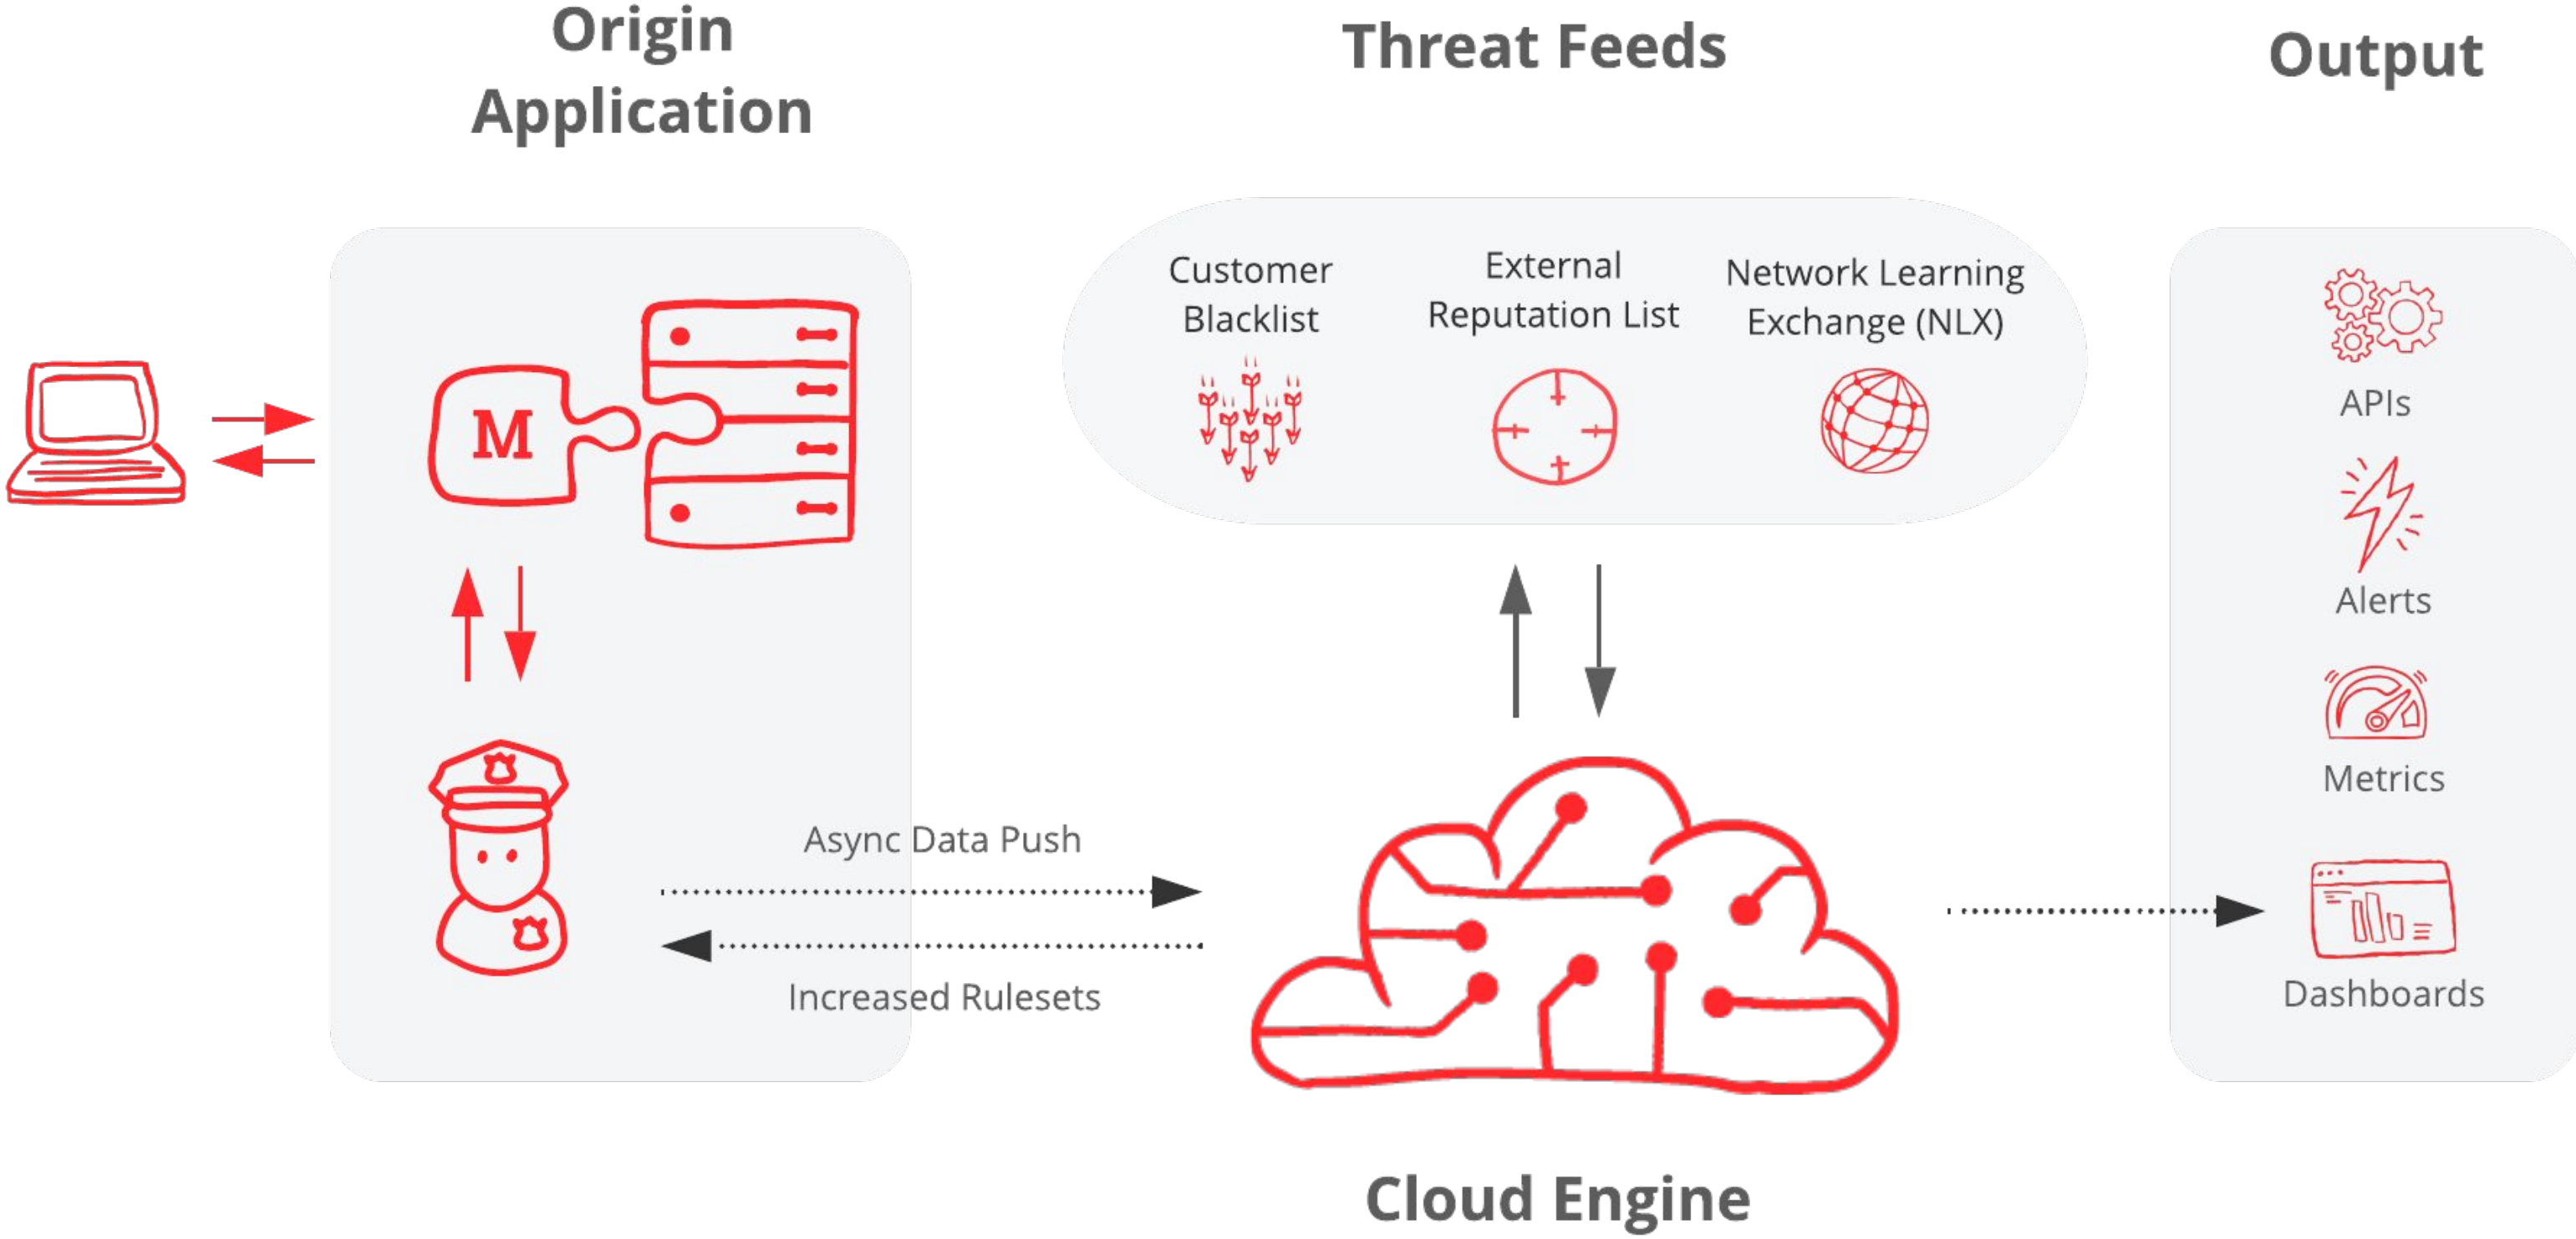 Origin
Application
Threat Feeds
Output
Customer
Blacklist
External
Reputation List
Network Learning
Exchange (NLX)
M
APIs
Alerts
Metrics
Dashboards
Async Data Push
Increased Rulesets
Cloud Engine